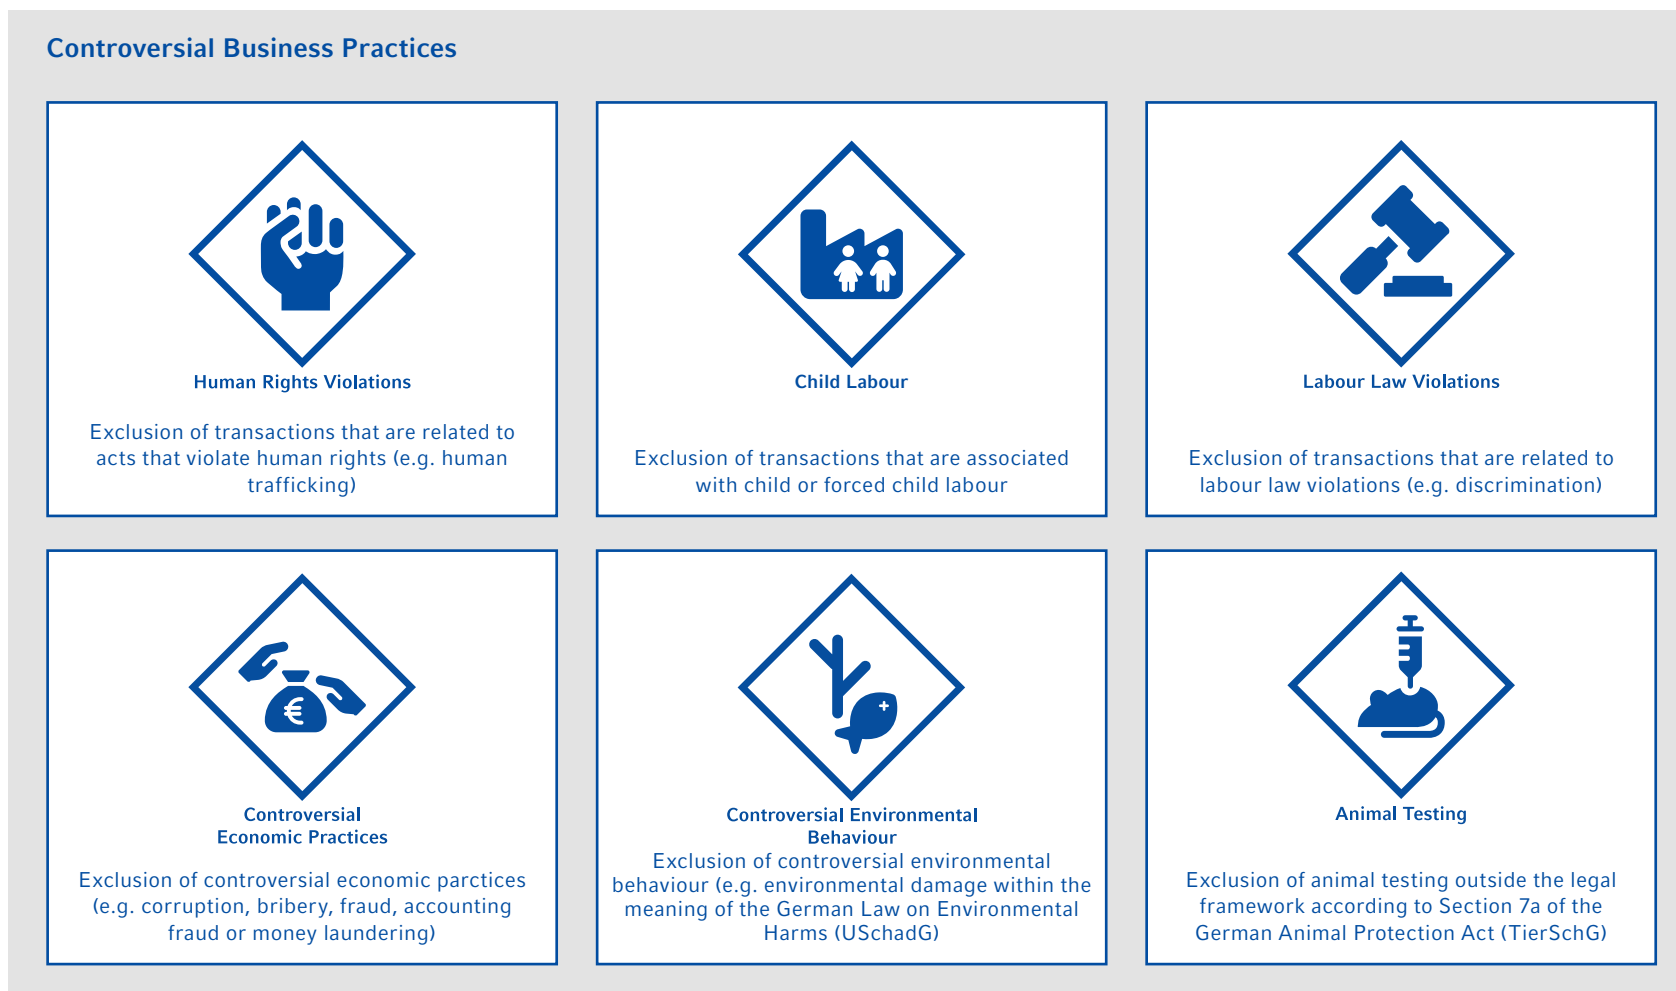 Controversial Business Practices
Human Rights Violations
Exclusion of transactions that are related to
acts that violate human rights (e.g. human
trafficking)
Child Labour
Exclusion of transactions that are associated
with child or forced child labour
Labour Law Violations
Exclusion of transactions that are related to
labour law violations (e.g. discrimination)
€
Controversial
Economic Practices
Exclusion of controversial economic parctices
(e.g. corruption, bribery, fraud, accounting
fraud or money laundering)
Controversial Environmental
Behaviour
Exclusion of controversial environmental
behaviour (e.g. environmental damage within the
meaning of the German Law on Environmental
Harms (USchadG)
Animal Testing
Exclusion of animal testing outside the legal
framework according to Section 7a of the
German Animal Protection Act (TierSchG)